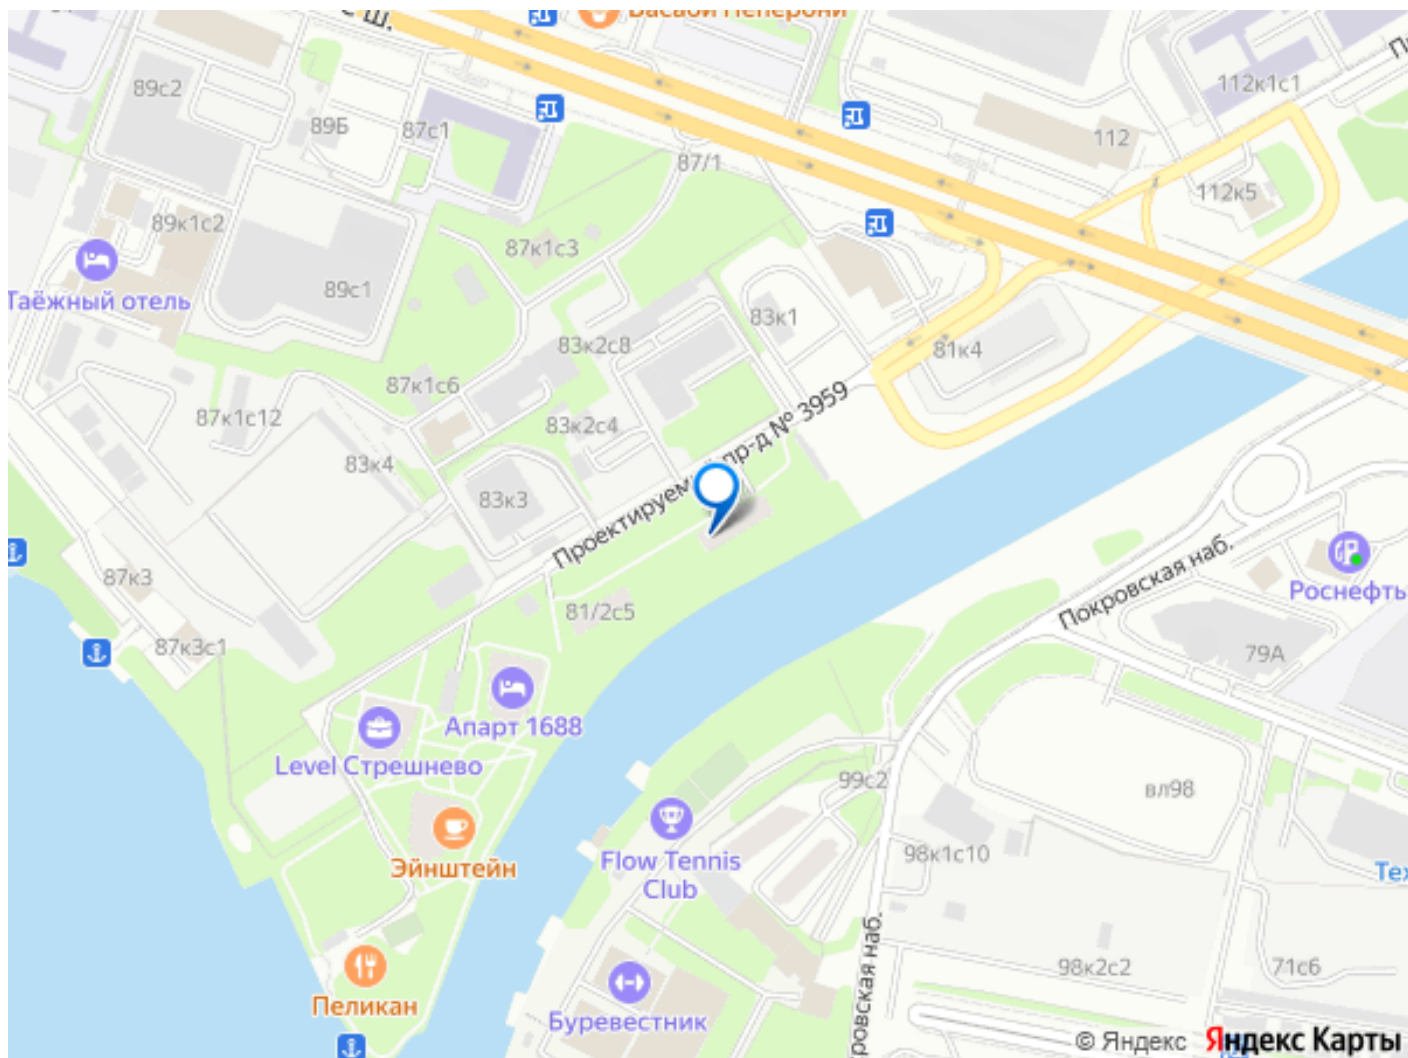 с ш.
Васаби Пеперони
89с2
89Б
87с1
87/1
112к1с1
112
112к5
89к1с2
Таёжный отель
89с1
87к1с3
83к1
83к2с8
81к4
87к1с6
87к1с12
83к2с4
83к4
83к3
Проектируемый пр-д № 3959
87к3
87к3с1
81/2с5
Покровская наб.
Роснефть
79А
Апарт 1688
Level Стрешнево
99с2
вл98
Эйнштейн
Flow Tennis
Club
98к1с10
Тех
Пеликан
Буревестник
ровская наб.
98к2с2
71с6
© Яндекс Яндекс Карты